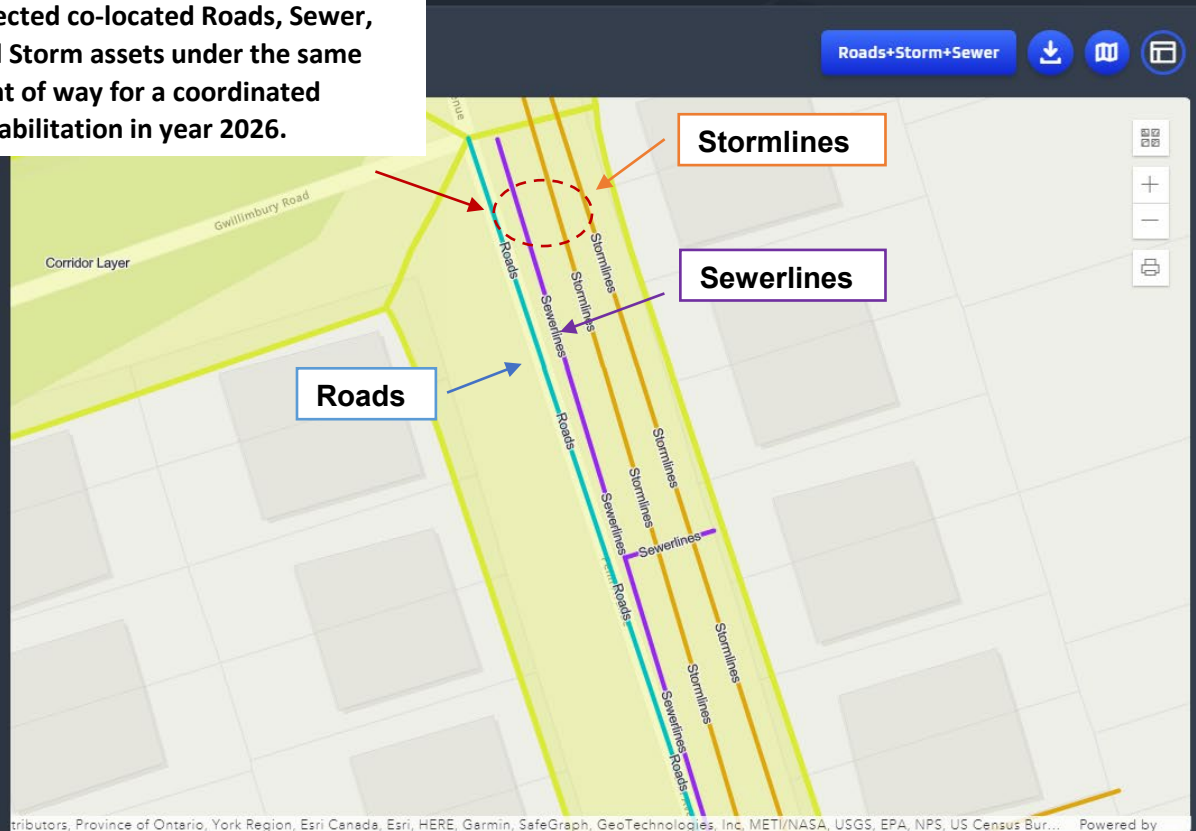 ected co-located Roads, Sewer,
Storm assets under the same
t of way for a coordinated
abilitation in year 2026.
Roads+Storm+Sewer
Stormlines
Sewerlines
Roads
Gwillimbury Road
Corridor Layer
enue
Roads
Sewerlines
Stormlines
Stormlines
Roads
Sewerlines
Stormlines
Stormlines
Sewerlines
Roads
Stormlines
Stormlines
Sewerlines
Roads
tributors, Province of Ontario, York Region, Esri Canada, Esri, HERE, Garmin, SafeGraph, GeoTechnologies, Inc, METI/NASA, USGS, EPA, NPS, US Census Bur... Powered by